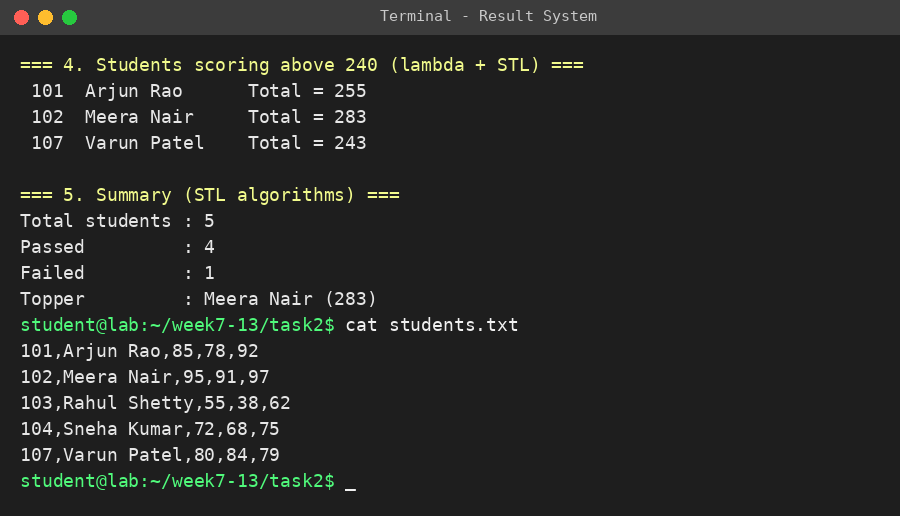 Terminal - Result System
=== 4. Students scoring above 240 (lambda + STL) ===
 101  Arjun Rao      Total = 255
 102  Meera Nair     Total = 283
 107  Varun Patel    Total = 243
=== 5. Summary (STL algorithms) ===
Total students : 5
Passed         : 4
Failed         : 1
Topper         : Meera Nair (283)
student@lab:~/week7-13/task2$ cat students.txt
101,Arjun Rao,85,78,92
102,Meera Nair,95,91,97
103,Rahul Shetty,55,38,62
104,Sneha Kumar,72,68,75
107,Varun Patel,80,84,79
student@lab:~/week7-13/task2$ _